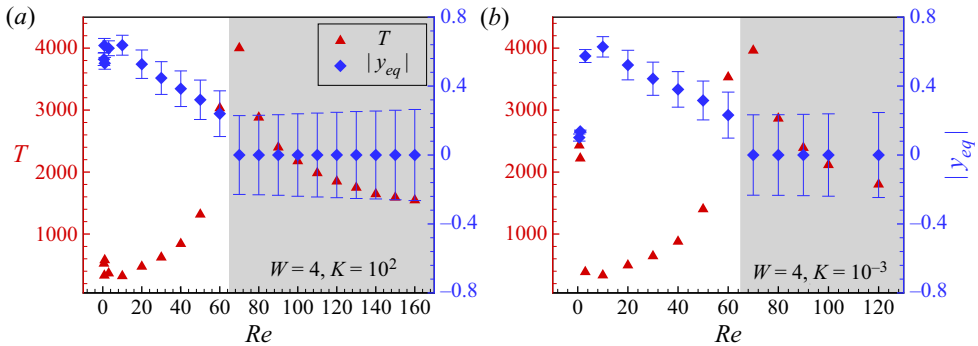 (a)
(b)
T
4000
3000
2000
1000
T
|y_eq|
0.8
0.4
0
−0.4
−0.8
W = 4, K = 10^2
0 20 40 60 80 100 120 140 160
Re
4000
3000
2000
1000
0.8
0.4
0
−0.4
−0.8
|y_eq|
W = 4, K = 10^−3
0 20 40 60 80 100 120
Re